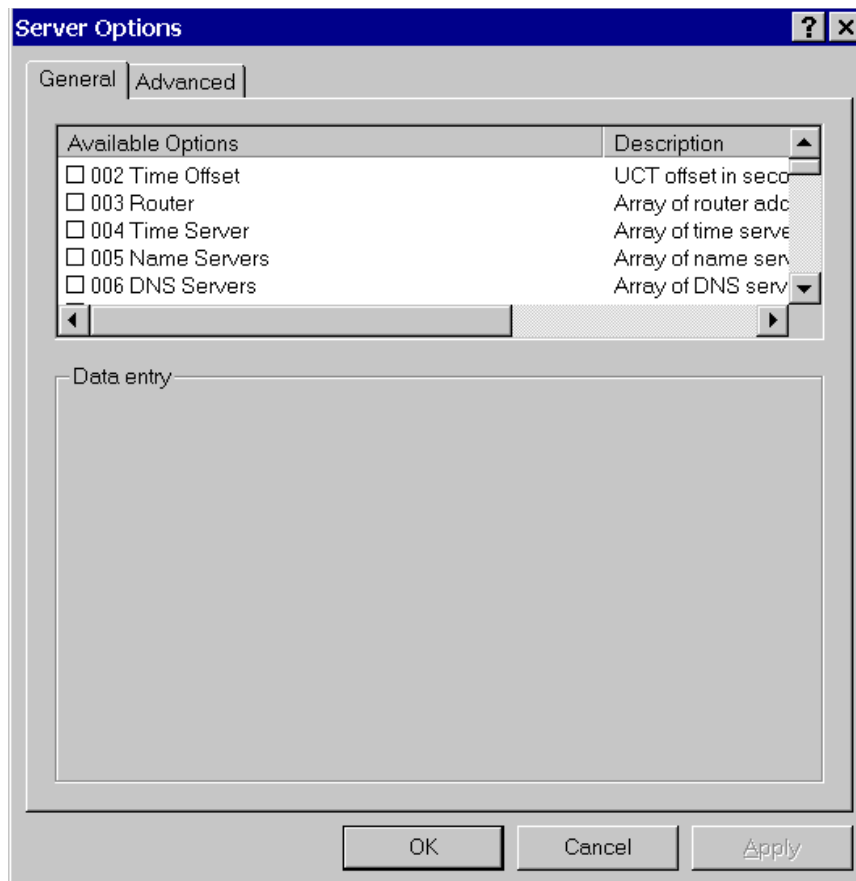 Server Options
General Advanced
Available Options Description
002 Time Offset UCT offset in seco
003 Router Array of router adc
004 Time Server Array of time serve
005 Name Servers Array of name serv
006 DNS Servers Array of DNS serv
Data entry
OK Cancel Apply